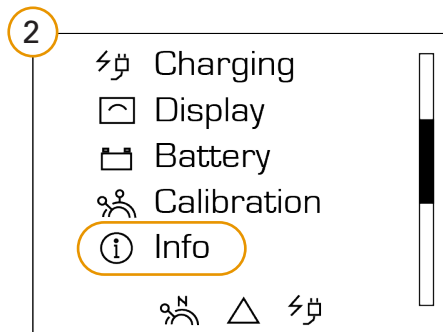 2
Charging
Display
Battery
Calibration
i Info
N